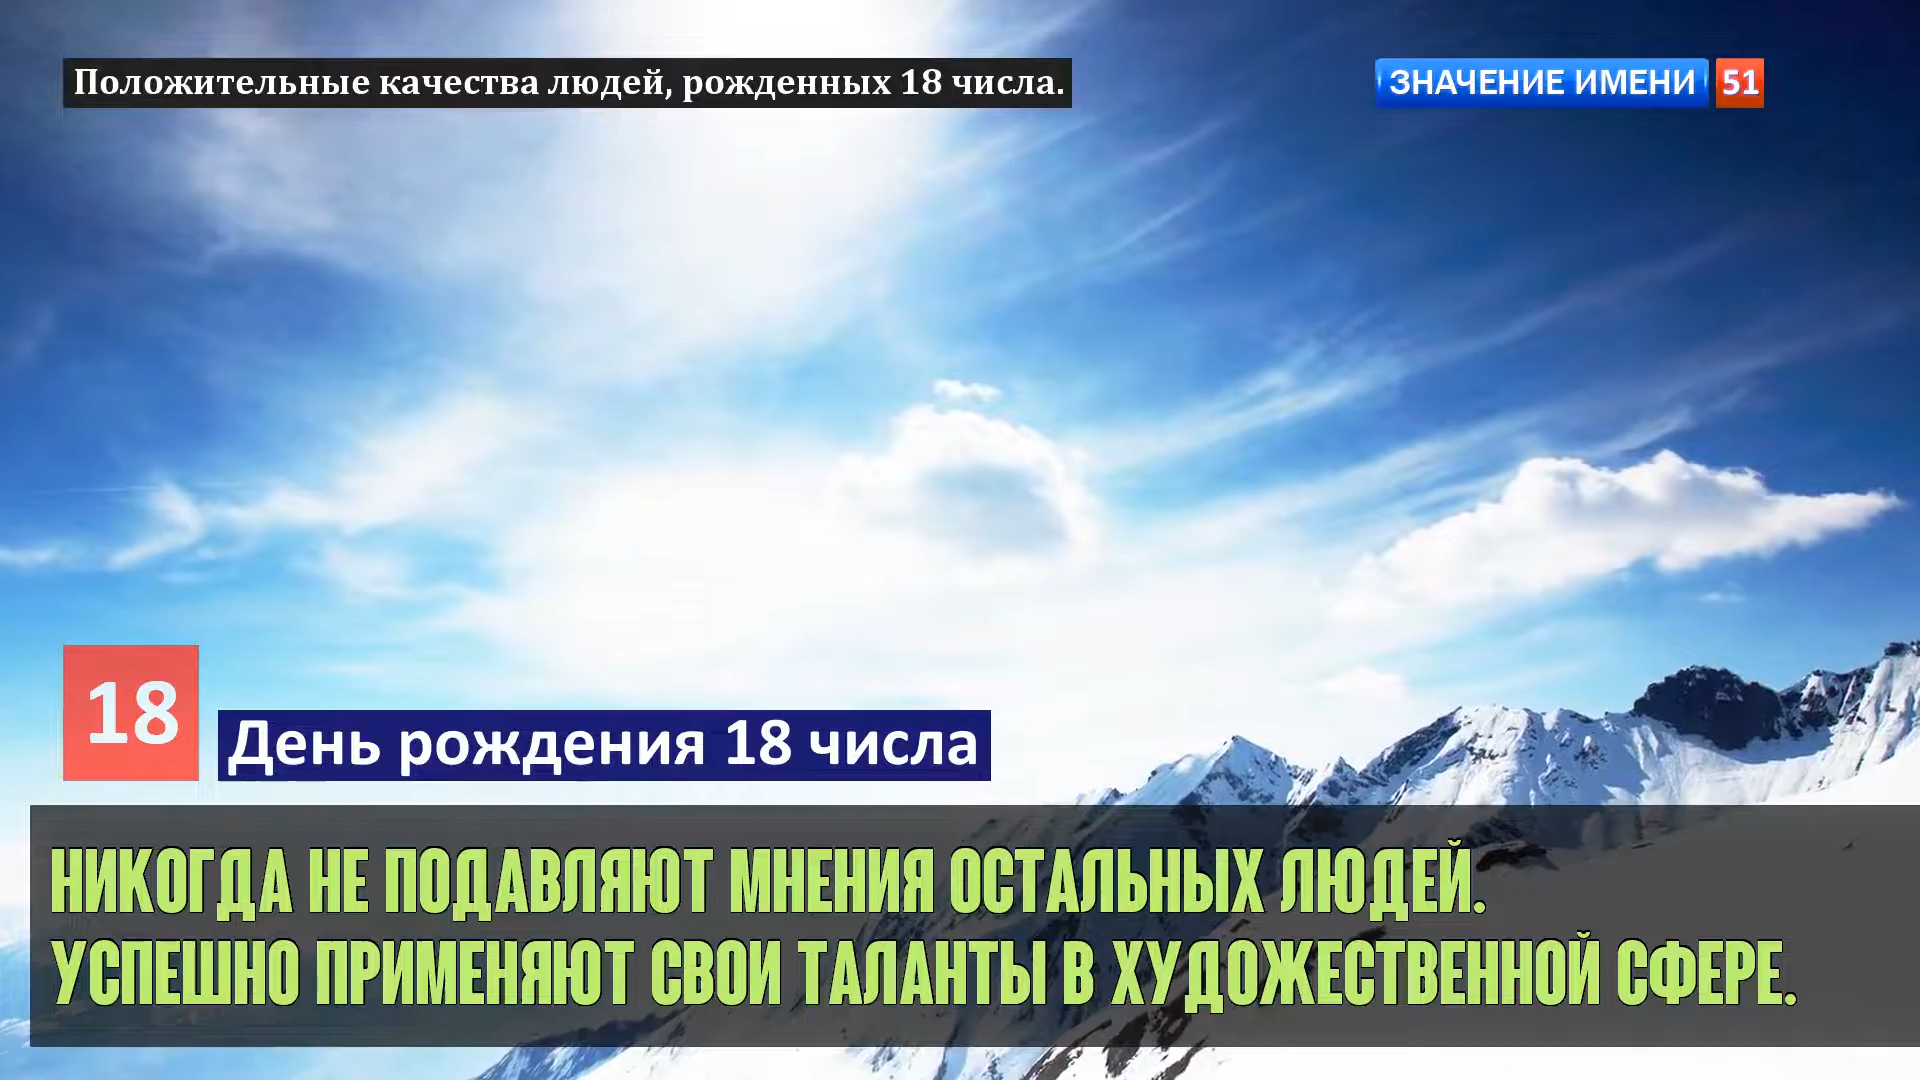 Положительные качества людей, рожденных 18 числа.
ЗНАЧЕНИЕ ИМЕНИ 51
18
День рождения 18 числа
НИКОГДА НЕ ПОДАВЛЯЮТ МНЕНИЯ ОСТАЛЬНЫХ ЛЮДЕЙ.
УСПЕШНО ПРИМЕНЯЮТ СВОИ ТАЛАНТЫ В ХУДОЖЕСТВЕННОЙ СФЕРЕ.